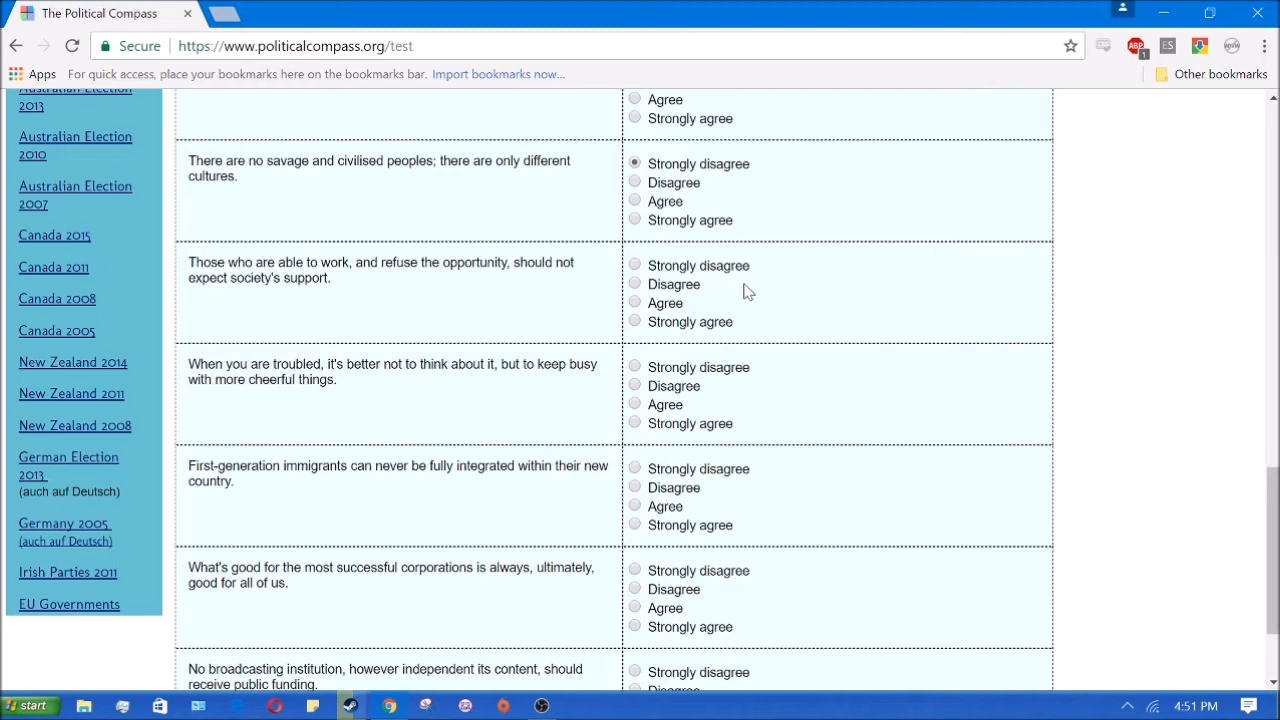 The Political Compass
Secure
https://www.politicalcompass.org/test
ABP
1
ES
Apps
For quick access, place your bookmarks here on the bookmarks bar.
Import bookmarks now...
Other bookmarks
Australian Election
2013
Australian Election
2010
Australian Election
2007
Canada 2015
Canada 2011
Canada 2008
Canada 2005
New Zealand 2014
New Zealand 2011
New Zealand 2008
German Election
2013
(auch auf Deutsch)
Germany 2005
(auch auf Deutsch)
Irish Parties 2011
EU Governments
Agree
Strongly agree
There are no savage and civilised peoples; there are only different
cultures.
Strongly disagree
Disagree
Agree
Strongly agree
Those who are able to work, and refuse the opportunity, should not
expect society's support.
Strongly disagree
Disagree
Agree
Strongly agree
When you are troubled, it's better not to think about it, but to keep busy
with more cheerful things.
Strongly disagree
Disagree
Agree
Strongly agree
First-generation immigrants can never be fully integrated within their new
country.
Strongly disagree
Disagree
Agree
Strongly agree
What's good for the most successful corporations is always, ultimately,
good for all of us.
Strongly disagree
Disagree
Agree
Strongly agree
No broadcasting institution, however independent its content, should
receive public funding.
Strongly disagree
Disagree
start
4:51 PM